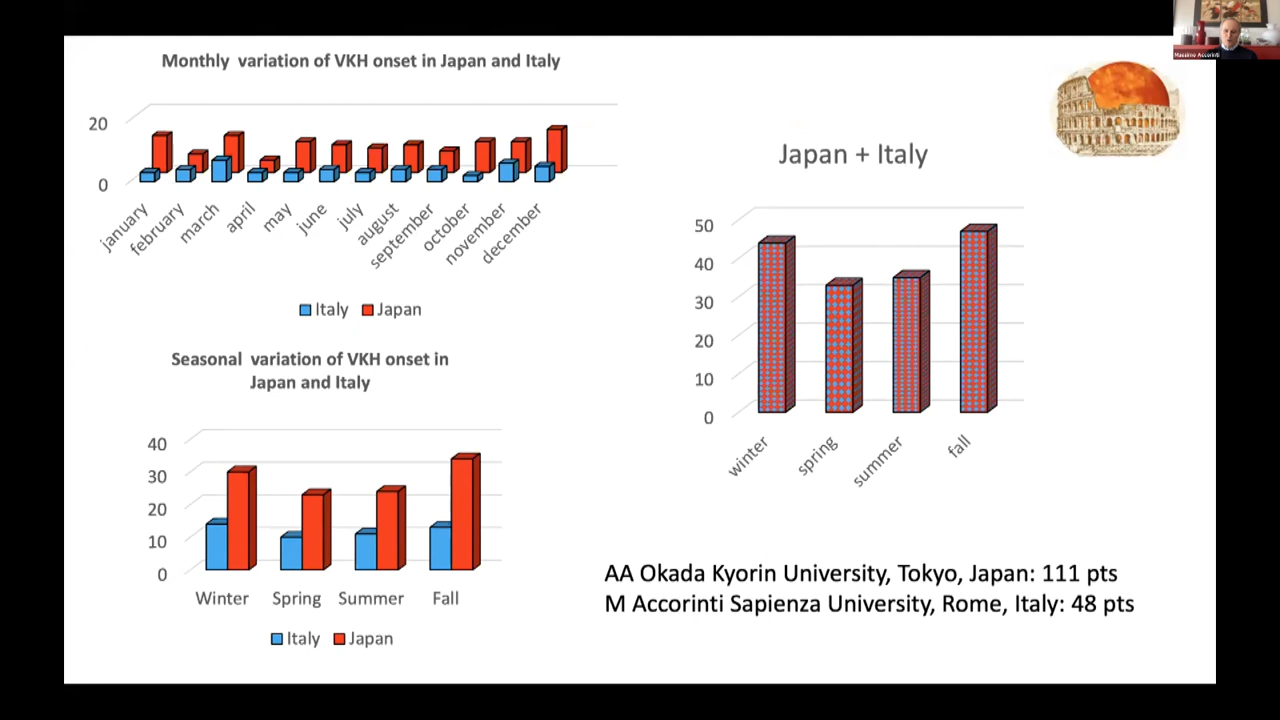 Monthly variation of VKH onset in Japan and Italy
20
0
january
february
march
april
may
june
july
august
september
october
november
december
Italy
Japan
Seasonal variation of VKH onset in
Japan and Italy
40
30
20
10
0
Winter
Spring
Summer
Fall
Italy
Japan
Massimo Accorinti
Japan + Italy
50
40
30
20
10
0
winter
spring
summer
fall
AA Okada Kyorin University, Tokyo, Japan: 111 pts
M Accorinti Sapienza University, Rome, Italy: 48 pts